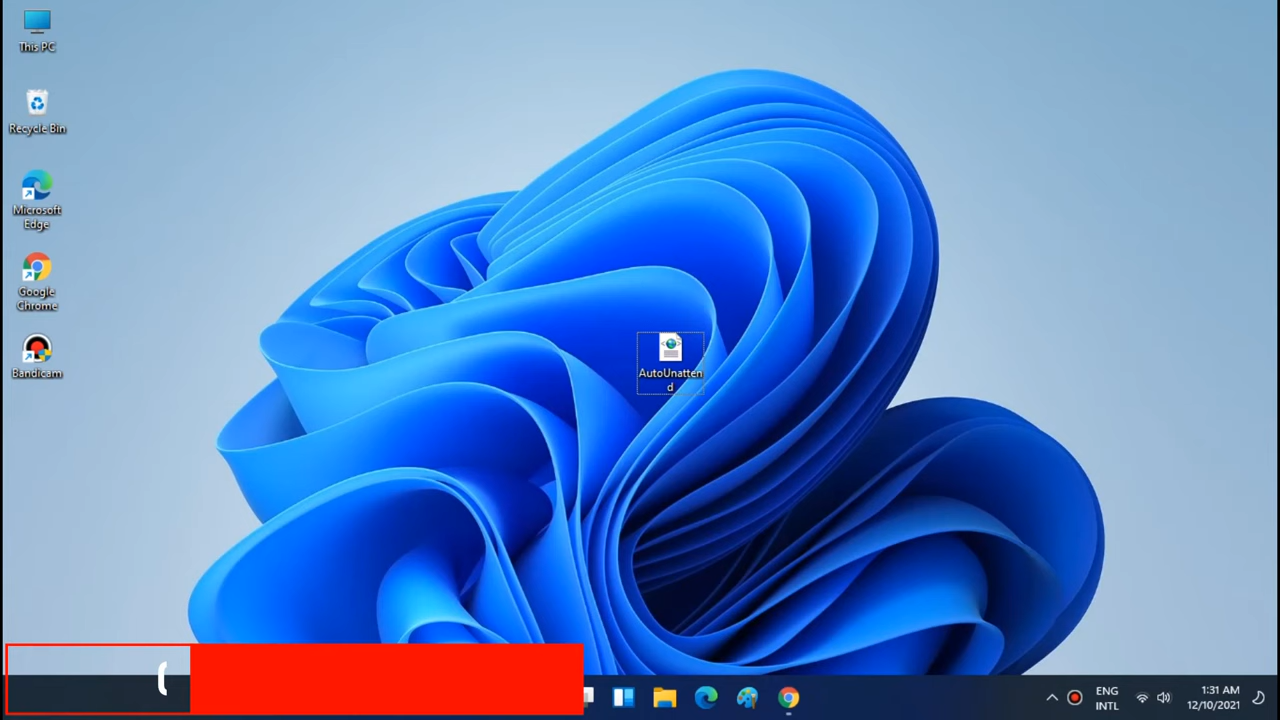 This PC
Recycle Bin
Microsoft
Edge
Google
Chrome
Bandicam
AutoUnatten
d
ENG
INTL
1:31 AM
12/10/2021